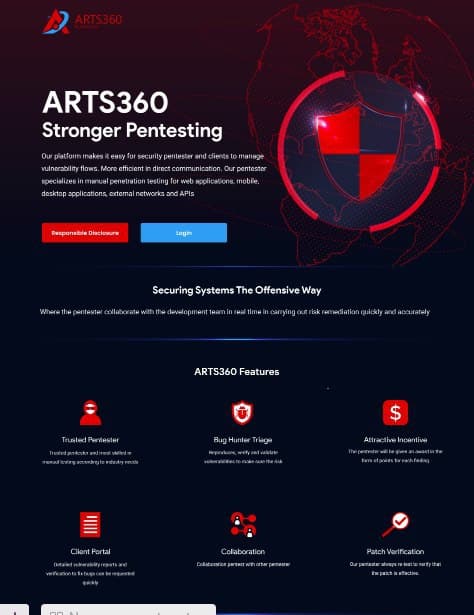 ARTS360
ARTS360
Stronger Pentesting
Our platform makes it easy for security pentester and clients to manage
vulnerability flows. More efficient in direct communication. Our pentester
specializes in manual penetration testing for web applications, mobile,
desktop applications, external networks and APIs
Responsible Disclosure
Login
Securing Systems The Offensive Way
Where the pentester collaborate with the development team in real time in carrying out risk remediation quickly and accurately
ARTS360 Features
Trusted Pentester
Trusted pentester and most skilled in
manual testing according to industry needs
Bug Hunter Triage
Reproduces, verify and validate
vulnerabilities to make sure the risk
$
Attractive Incentive
The pentester will be given an award in the
form of points for each finding
Client Portal
Detailed vulnerability reports and
verification to fix bugs can be requested
quickly
Collaboration
Collaboration pentest with other pentester
Patch Verification
Our pentester always re-test to verify that
the patch is effective.